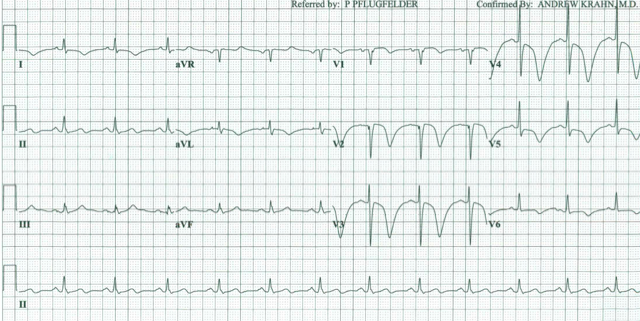 Referred by: P PFLUGFELDER Confirmed By: ANDREW KRAHN, M.D.
I aVR V1 V4
II aVL V2 V5
III aVF V3 V6
II